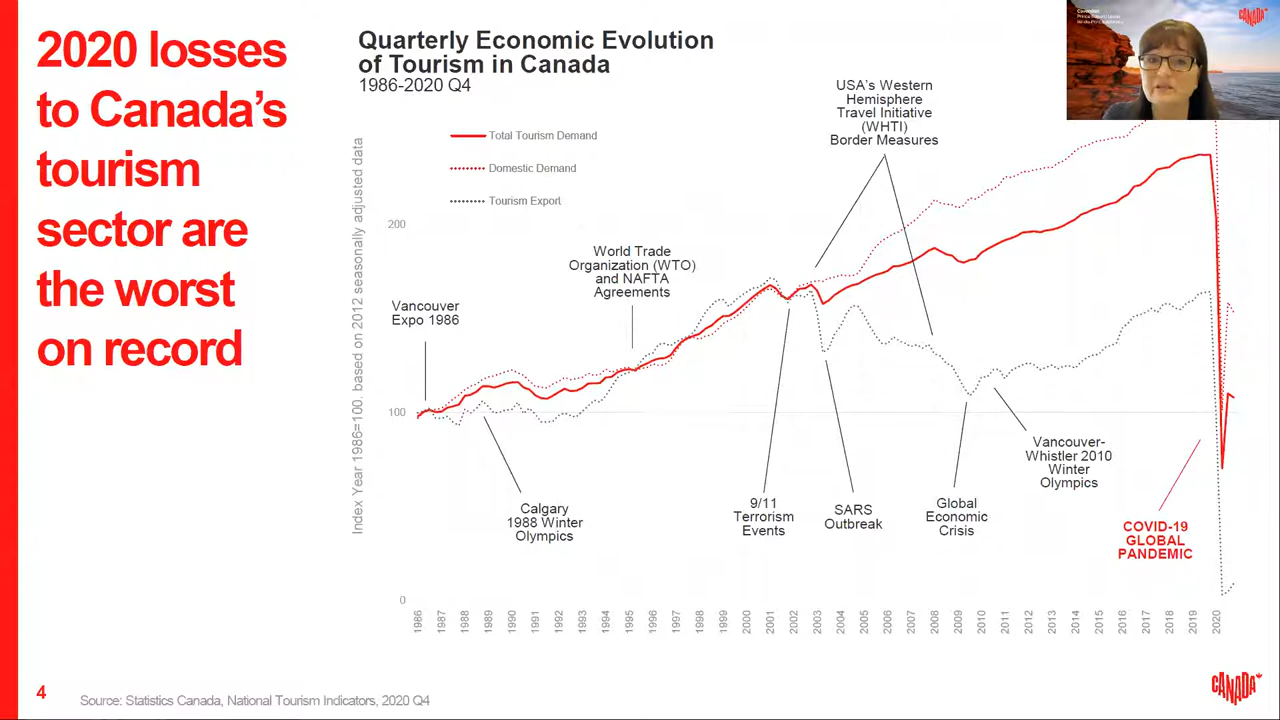 2020 losses
to Canada's
tourism
sector are
the worst
on record
Quarterly Economic Evolution
of Tourism in Canada
1986-2020 Q4
Total Tourism Demand
Domestic Demand
Tourism Export
Index Year 1986=100. based on 2012 seasonally adjusted data
200
100
0
Vancouver
Expo 1986
Calgary
1988 Winter
Olympics
World Trade
Organization (WTO)
and NAFTA
Agreements
9/11
Terrorism
Events
USA's Western
Hemisphere
Travel Initiative
(WHTI)
Border Measures
SARS
Outbreak
Global
Economic
Crisis
Vancouver-
Whistler 2010
Winter
Olympics
COVID-19
GLOBAL
PANDEMIC
1986 1987 1988 1989 1990 1991 1992 1993 1994 1995 1996 1997 1998 1999 2000 2001 2002 2003 2004 2005 2006 2007 2008 2009 2010 2011 2012 2013 2014 2015 2016 2017 2018 2019 2020
4
Source: Statistics Canada, National Tourism Indicators, 2020 Q4
CANADA
CANADA